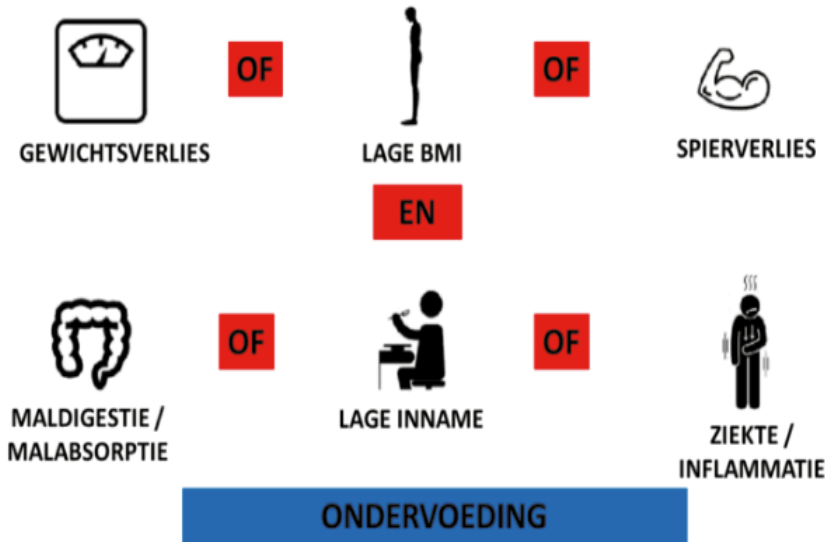 OF
OF
GEWICHTSVERLIES
LAGE BMI
SPIERVERLIES
EN
OF
OF
MALDIGESTIE /
MALABSORPTIE
LAGE INNAME
ZIEKTE /
INFLAMMATIE
ONDERVOEDING